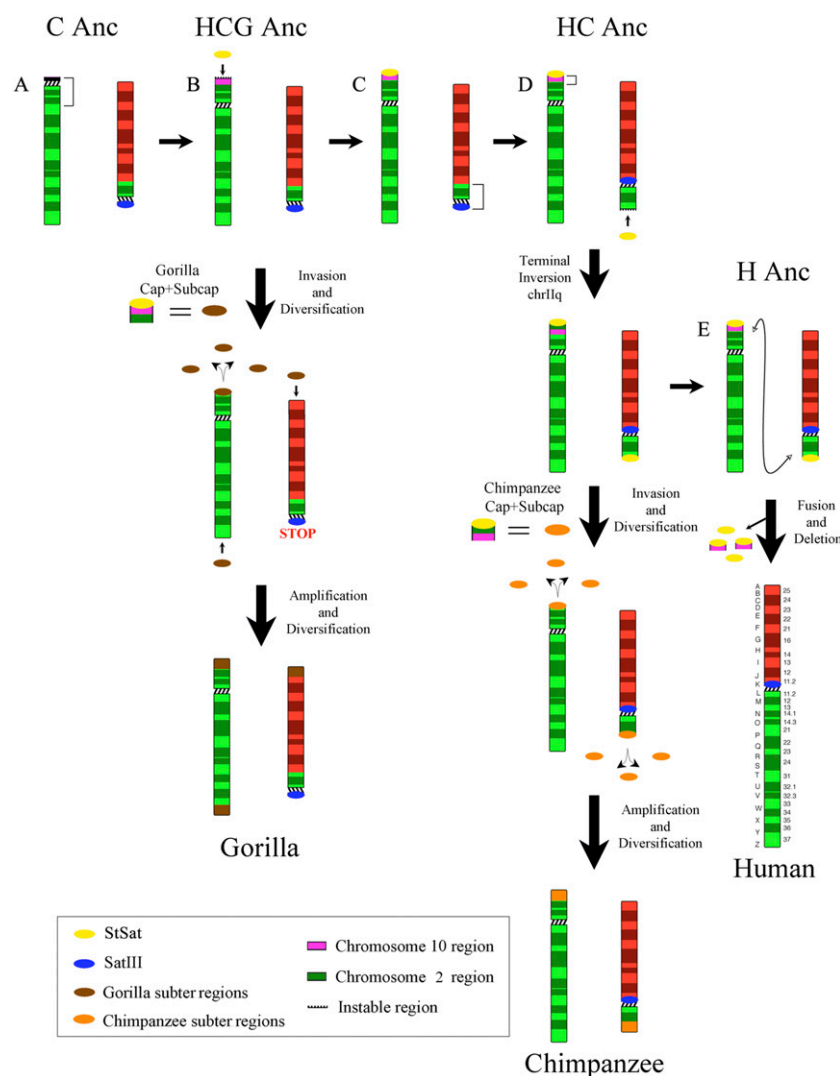 C Anc
HCG Anc
HC Anc
A
B
C
D
Gorilla
Cap+Subcap
Invasion
and
Diversification
Terminal
Inversion
chrIIq
H Anc
E
STOP
Chimpanzee
Cap+Subcap
Invasion
and
Diversification
Fusion
and
Deletion
Amplification
and
Diversification
A
B
C
D
E
F
G
H
I
J
K
L
M
N
O
P
Q
R
S
T
U
V
W
X
Y
Z
25
24
23
22
21
16
14
13
12
11.2
11.2
12
13
14.1
14.3
21
22
23
24
31
32.1
32.3
33
34
35
36
37
Gorilla
Amplification
and
Diversification
Human
StSat
SatIII
Gorilla subter regions
Chimpanzee subter regions
Chromosome 10 region
Chromosome 2 region
Instable region
Chimpanzee